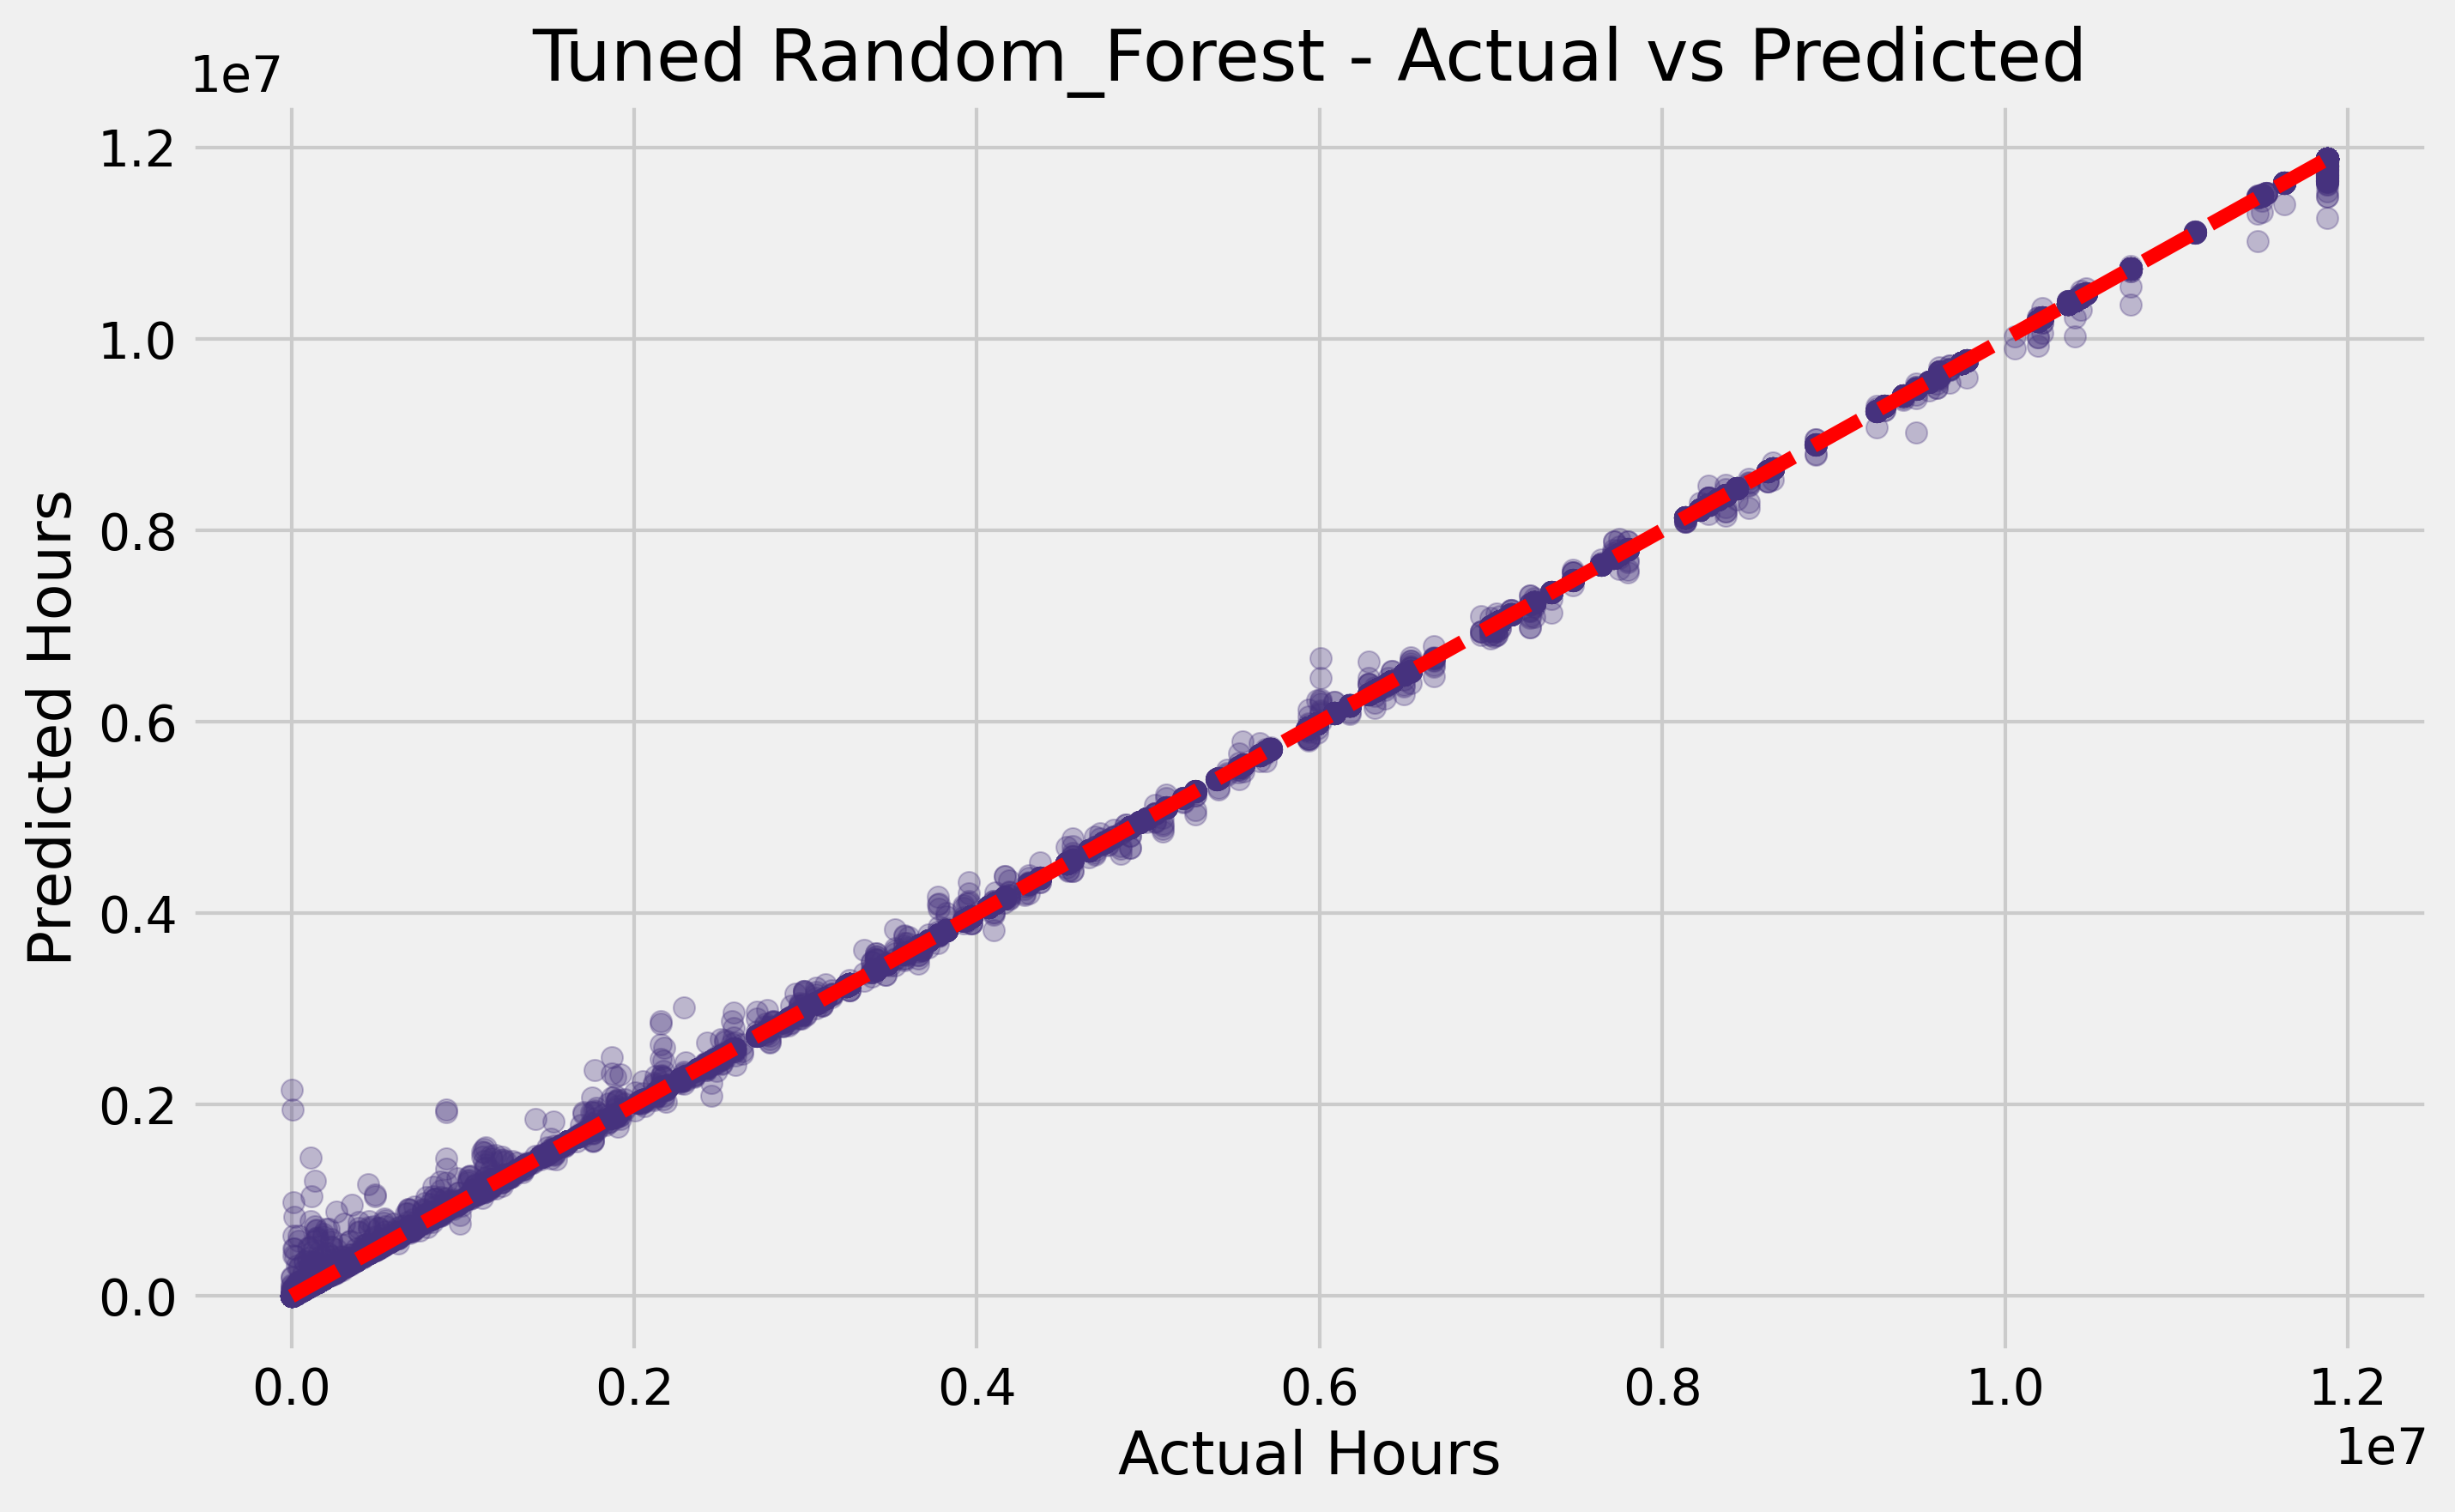 Tuned Random_Forest - Actual vs Predicted
1e7
1.2
1.0
0.8
0.6
0.4
0.2
0.0
Predicted Hours
0.0 0.2 0.4 0.6 0.8 1.0 1.2
1e7
Actual Hours